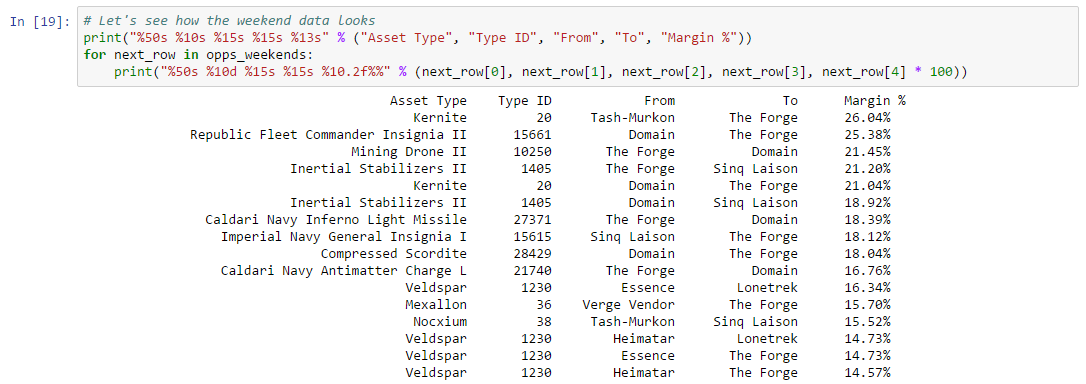 In [19]: # Let's see how the weekend data looks
print("%50s %10s %15s %15s %13s" % ("Asset Type", "Type ID", "From", "To", "Margin %"))
for next_row in opps_weekends:
    print("%50s %10d %15s %15s %10.2f%%" % (next_row[0], next_row[1], next_row[2], next_row[3], next_row[4] * 100))
Asset Type Type ID From To Margin %
Kernite 20 Tash-Murkon The Forge 26.04%
Republic Fleet Commander Insignia II 15661 Domain The Forge 25.38%
Mining Drone II 10250 The Forge Domain 21.45%
Inertial Stabilizers II 1405 The Forge Sinq Laison 21.20%
Kernite 20 Domain The Forge 21.04%
Inertial Stabilizers II 1405 Domain Sinq Laison 18.92%
Caldari Navy Inferno Light Missile 27371 The Forge Domain 18.39%
Imperial Navy General Insignia I 15615 Sinq Laison The Forge 18.12%
Compressed Scordite 28429 Domain The Forge 18.04%
Caldari Navy Antimatter Charge L 21740 The Forge Domain 16.76%
Veldspar 1230 Essence Lonetrek 16.34%
Mexallon 36 Verge Vendor The Forge 15.70%
Nocxium 38 Tash-Murkon Sinq Laison 15.52%
Veldspar 1230 Heimatar Lonetrek 14.73%
Veldspar 1230 Essence The Forge 14.73%
Veldspar 1230 Heimatar The Forge 14.57%